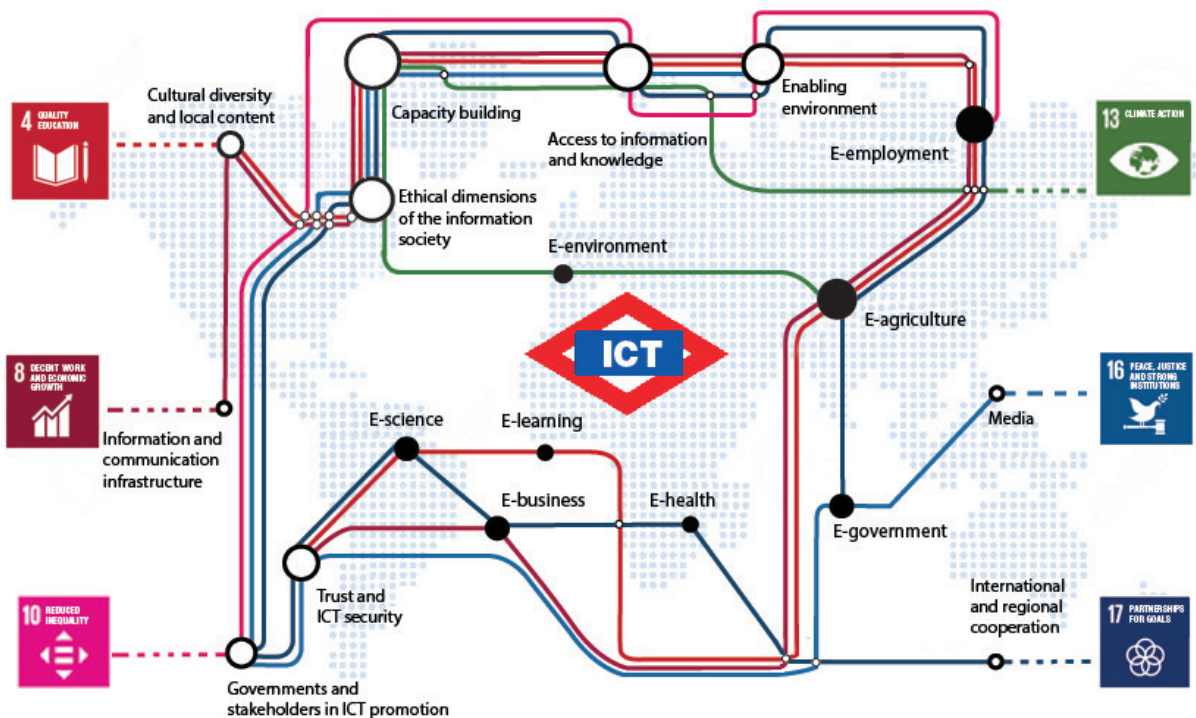 Cultural diversity
and local content
4 QUALITY
EDUCATION
Capacity building
Enabling
environment
Access to information
and knowledge
E-employment
13 CLIMATE ACTION
Ethical dimensions
of the information
society
E-environment
ICT
E-agriculture
8 DECENT WORK
AND ECONOMIC
GROWTH
Information and
communication
infrastructure
16 PEACE, JUSTICE
AND STRONG
INSTITUTIONS
Media
E-science
E-learning
E-business
E-health
E-government
Trust and
ICT security
International
and regional
cooperation
10 REDUCED
INEQUALITY
17 PARTNERSHIPS
FOR GOALS
Governments and
stakeholders in ICT promotion